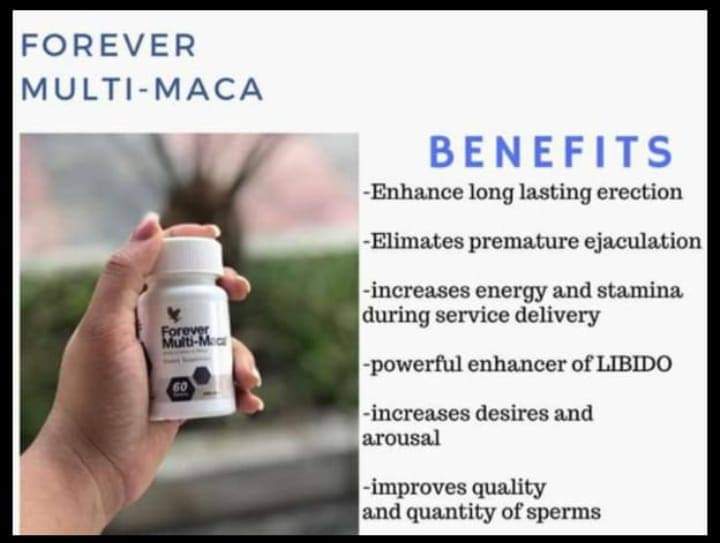 FOREVER
MULTI-MACA
BENEFITS
-Enhance long lasting erection
-Elimates premature ejaculation
-increases energy and stamina
during service delivery
-powerful enhancer of LIBIDO
-increases desires and
arousal
-improves quality
and quantity of sperms
Forever
Multi-Maca
60